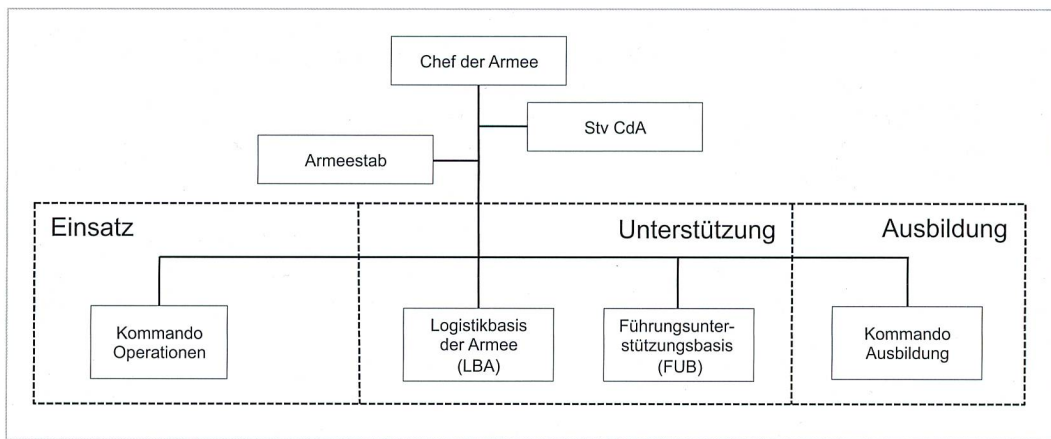 Chef der Armee
Stv CdA
Armeestab
Einsatz
Unterstützung
Ausbildung
Kommando
Operationen
Logistikbasis
der Armee
(LBA)
Führungsunter-
stützungsbasis
(FUB)
Kommando
Ausbildung